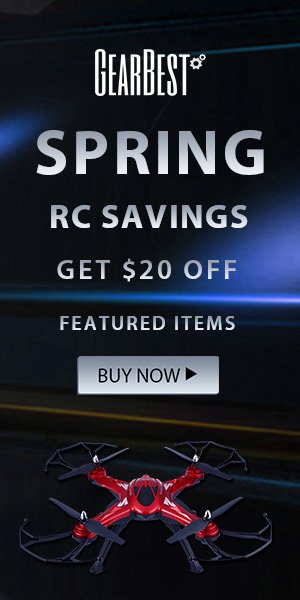 GEARBEST
SPRING
RC SAVINGS
GET $20 OFF
FEATURED ITEMS
BUY NOW